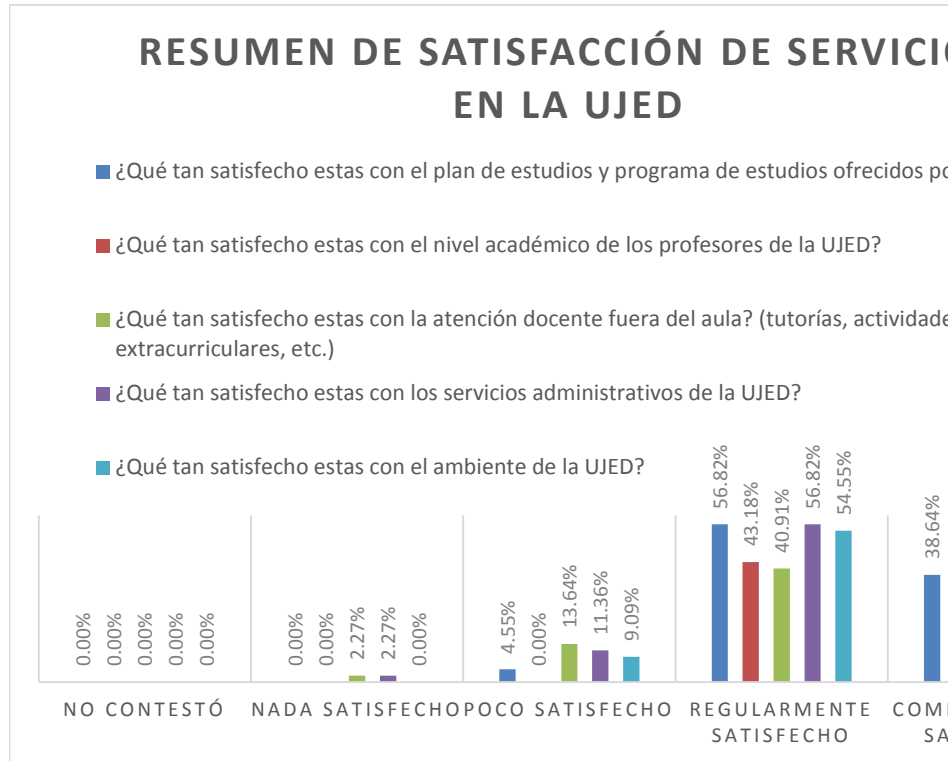 RESUMEN DE SATISFACCIÓN DE SERVICIO
EN LA UJED
¿Qué tan satisfecho estas con el plan de estudios y programa de estudios ofrecidos po
¿Qué tan satisfecho estas con el nivel académico de los profesores de la UJED?
¿Qué tan satisfecho estas con la atención docente fuera del aula? (tutorías, actividade
extracurriculares, etc.)
¿Qué tan satisfecho estas con los servicios administrativos de la UJED?
¿Qué tan satisfecho estas con el ambiente de la UJED?
0.00%
0.00%
0.00%
0.00%
0.00%
0.00%
0.00%
2.27%
2.27%
0.00%
4.55%
0.00%
13.64%
11.36%
9.09%
56.82%
43.18%
40.91%
56.82%
54.55%
38.64%
NO CONTESTÓ
NADA SATISFECHO
POCO SATISFECHO
REGULARMENTE
SATISFECHO
COM
SA